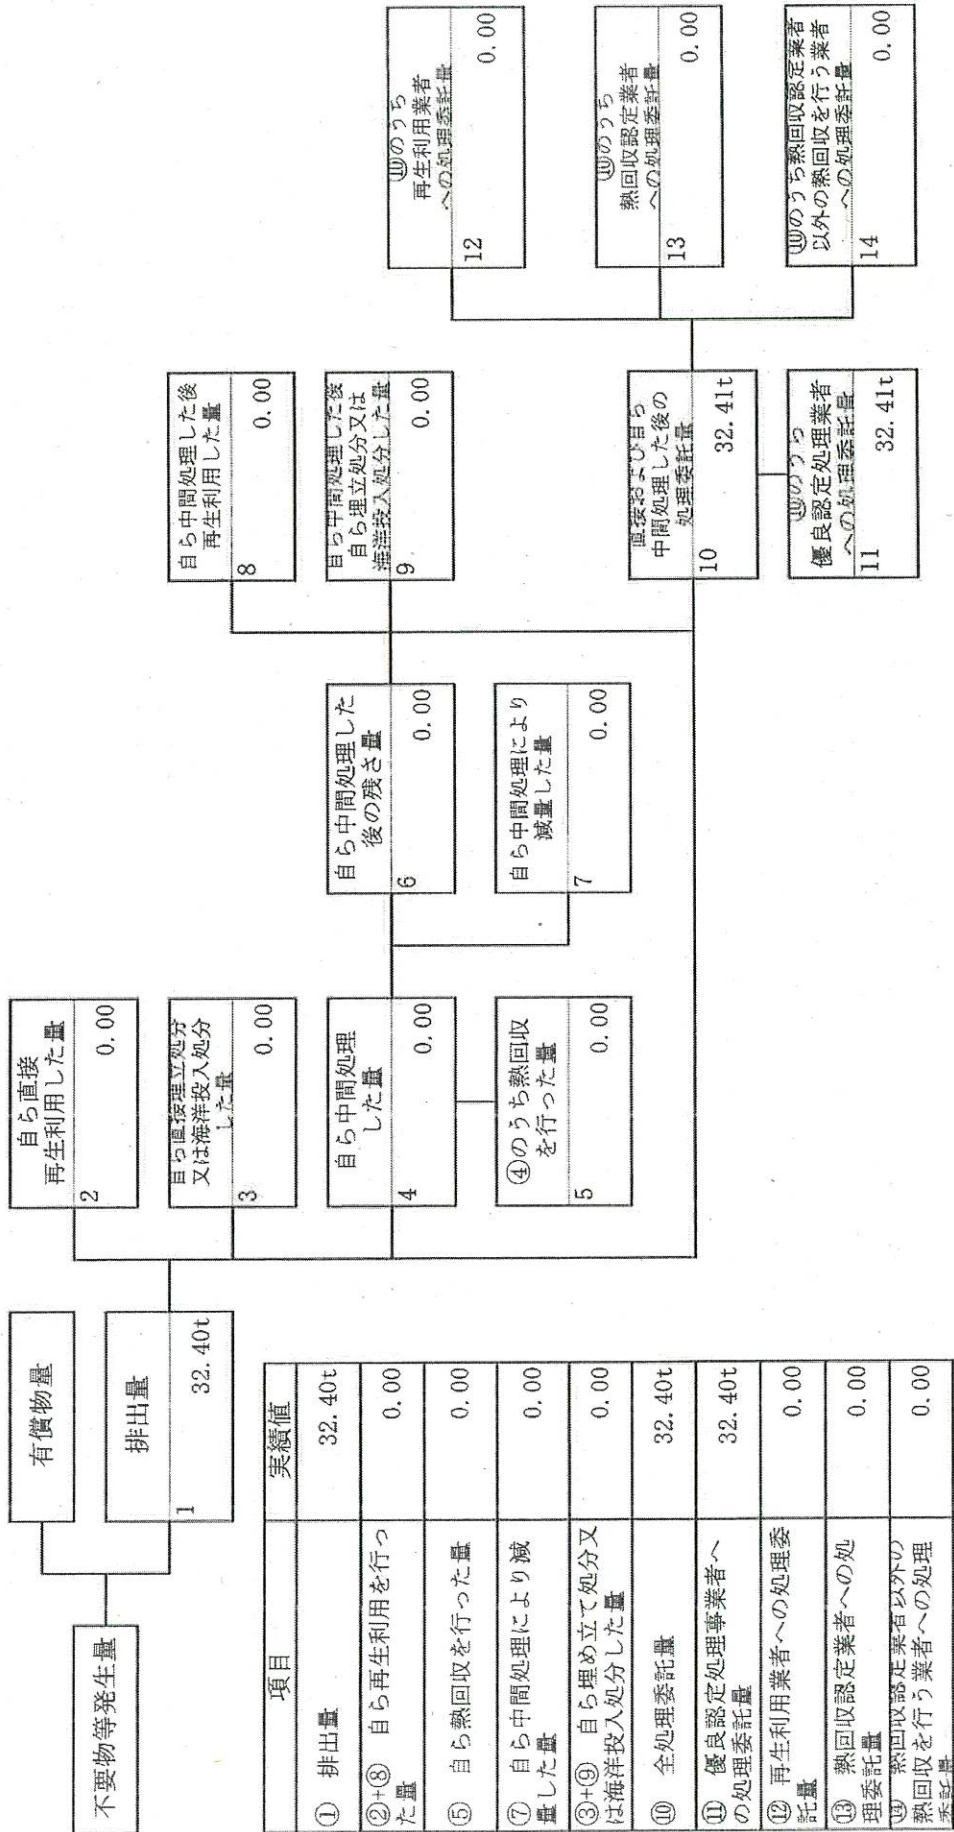 不要物等発生量
有償物量
排出量
1
32.40t
自ら直接
再生利用した量
2
0.00
自ら直接埋立処分
又は海洋投入処分
した量
3
0.00
自ら中間処理
した量
4
0.00
④のうち熱回収
を行った量
5
0.00
自ら中間処理した
後の残さ量
6
0.00
自ら中間処理により
減量した量
7
0.00
自ら中間処理した後
再生利用した量
8
0.00
自ら中間処理した後
自ら埋立処分又は
海洋投入処分した量
9
0.00
直接および自ら
中間処理した後の
処理委託量
10
32.41t
⑩のうち
優良認定処理業者
への処理委託量
11
32.41t
⑩のうち
再生利用業者
への処理委託量
12
0.00
⑩のうち
熱回収認定業者
への処理委託量
13
0.00
⑩のうち熱回収認定業者
以外の熱回収を行う業者
への処理委託量
14
0.00
項目 実績値
① 排出量 32.40t
②+⑧ 自ら再生利用を行っ
た量 0.00
⑤ 自ら熱回収を行った量 0.00
⑦ 自ら中間処理により減
量した量 0.00
③+⑨ 自ら埋め立て処分又
は海洋投入処分した量 0.00
⑩ 全処理委託量 32.40t
⑪ 優良認定処理事業者へ
の処理委託量 32.40t
⑫ 再生利用業者への処理委
託量 0.00
⑬ 熱回収認定業者への処
理委託量 0.00
⑭ 熱回収認定業者以外の
熱回収を行う業者への処理
委託量 0.00